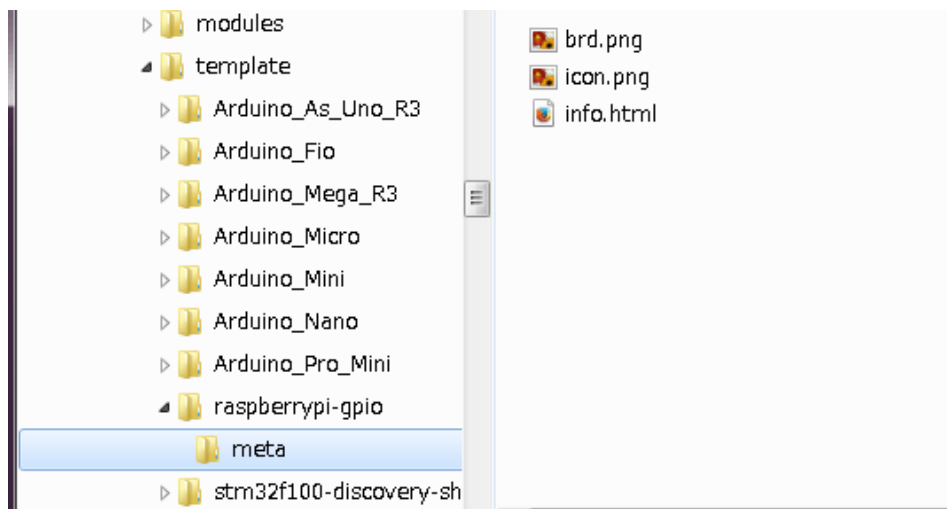 modules
template
Arduino_As_Uno_R3
Arduino_Fio
Arduino_Mega_R3
Arduino_Micro
Arduino_Mini
Arduino_Nano
Arduino_Pro_Mini
raspberrypi-gpio
meta
stm32f100-discovery-sh
brd.png
icon.png
info.html